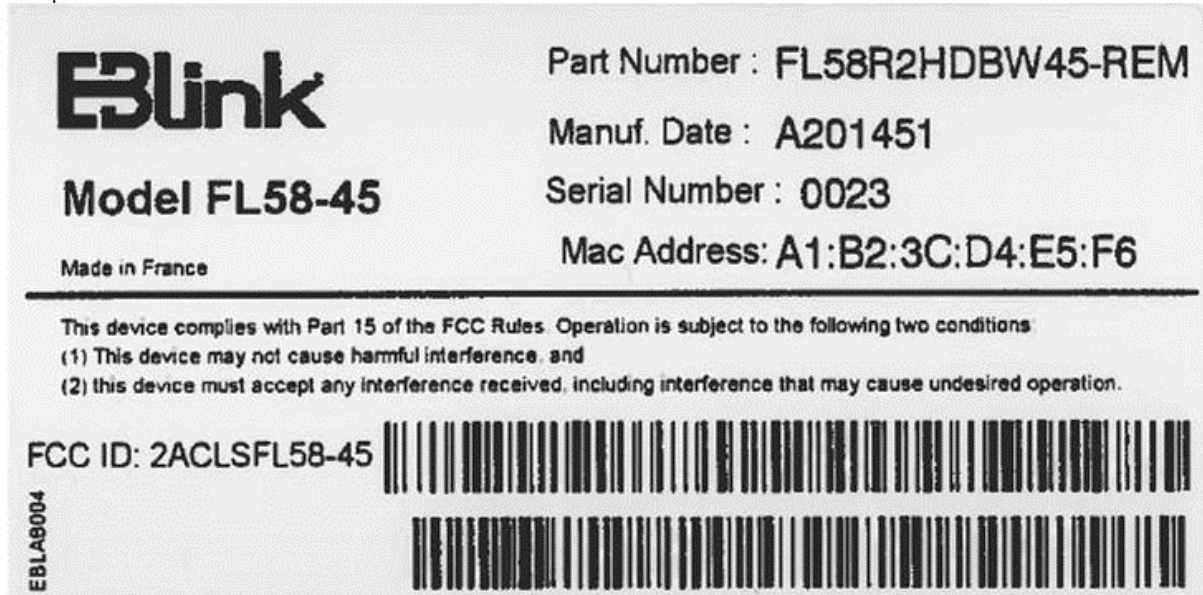 EBlink
Model FL58-45
Made in France
Part Number : FL58R2HDBW45-REM
Manuf. Date : A201451
Serial Number : 0023
Mac Address: A1:B2:3C:D4:E5:F6
This device complies with Part 15 of the FCC Rules. Operation is subject to the following two conditions:
(1) This device may not cause harmful interference, and
(2) this device must accept any interference received, including interference that may cause undesired operation.
FCC ID: 2ACLSFL58-45
EBLAB004